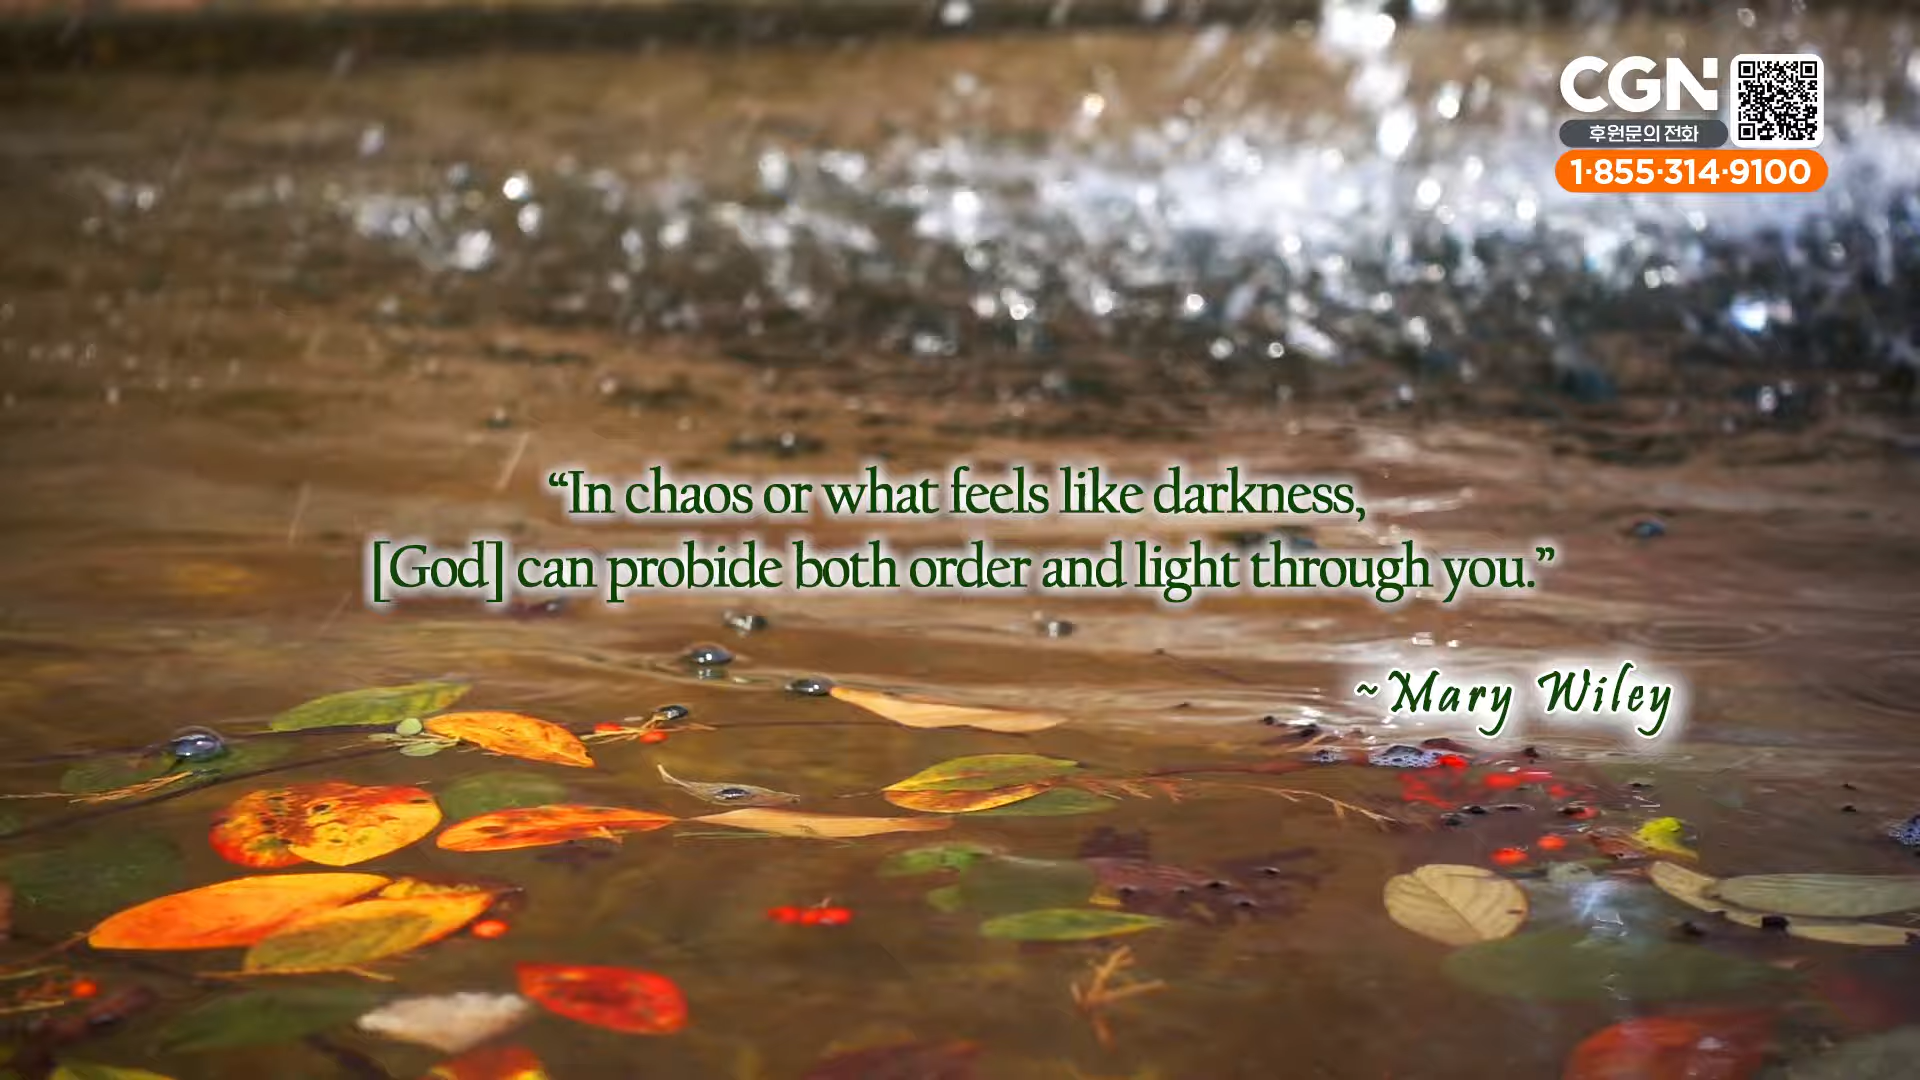 CGN
후원문의 전화
1·855·314·9100
“In chaos or what feels like darkness,
[God] can probide both order and light through you.”
~Mary Wiley